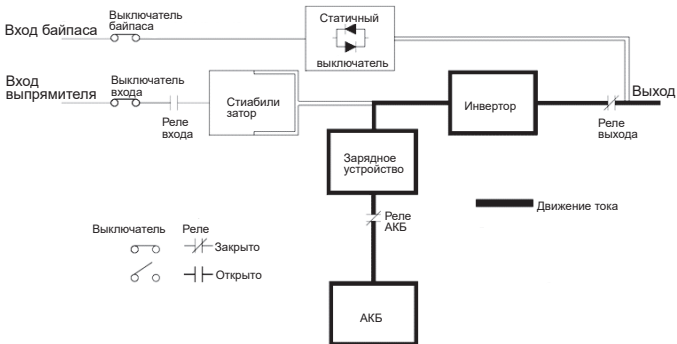 Вход байпаса
Выключатель
байпаса
Статичный
выключатель
Вход
выпрямителя
Выключатель
входа
Реле
входа
Стиабили
затор
Инвертор
Выход
Реле
выхода
Зарядное
устройство
Реле
АКБ
Движение тока
Выключатель
Реле
Закрыто
Открыто
АКБ